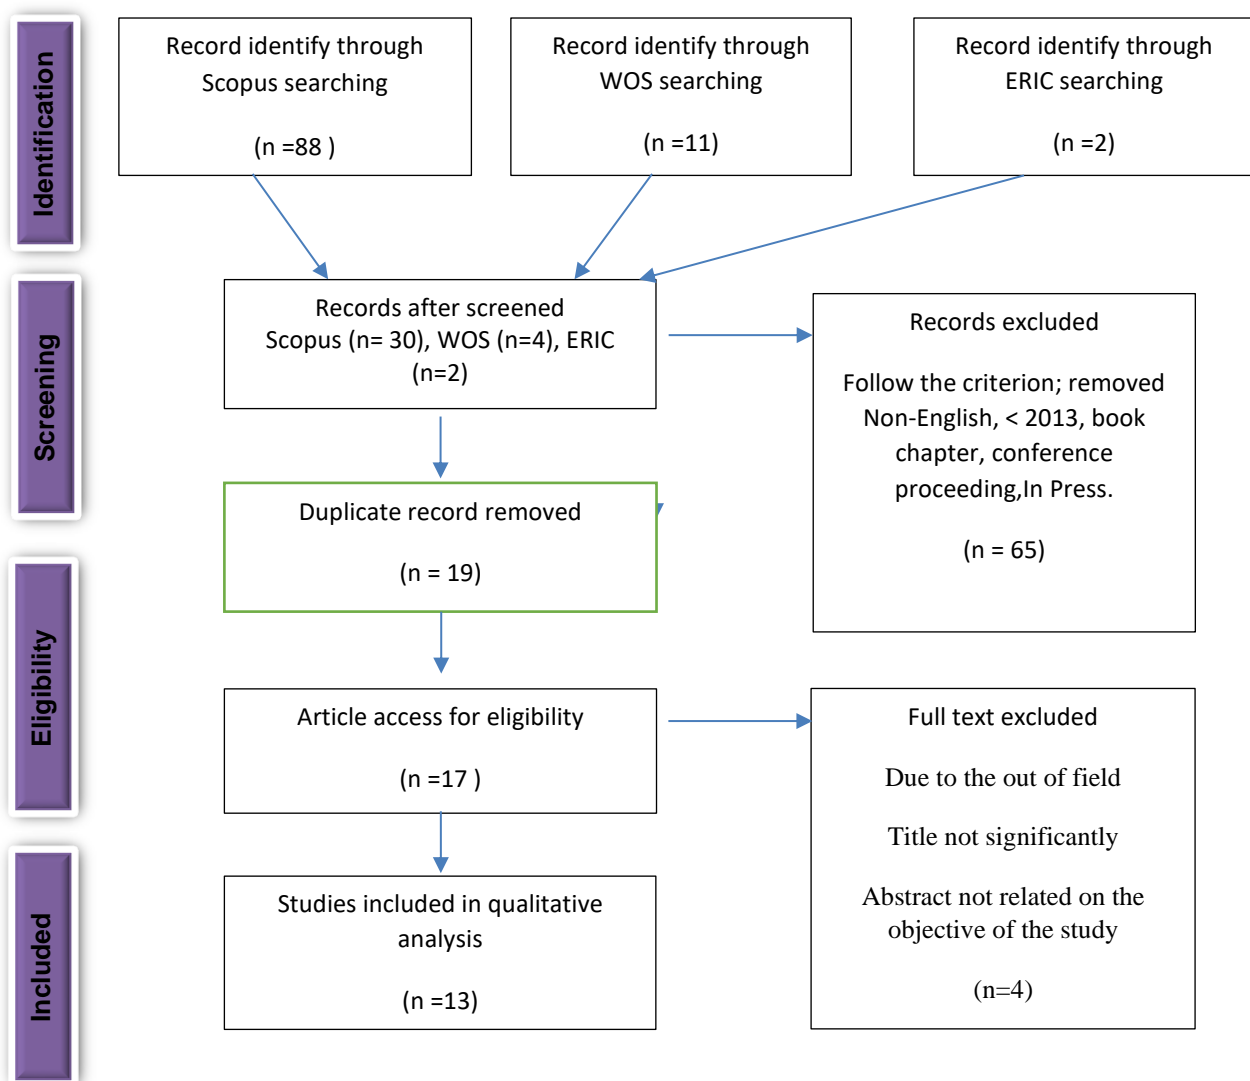 Identification
Record identify through
Scopus searching
(n =88 )
Record identify through
WOS searching
(n =11)
Record identify through
ERIC searching
(n =2)
Screening
Records after screened
Scopus (n= 30), WOS (n=4), ERIC
(n=2)
Records excluded
Follow the criterion; removed
Non-English, < 2013, book
chapter, conference
proceeding,In Press.
(n = 65)
Duplicate record removed
(n = 19)
Eligibility
Article access for eligibility
(n =17 )
Full text excluded
Due to the out of field
Title not significantly
Abstract not related on the
objective of the study
(n=4)
Included
Studies included in qualitative
analysis
(n =13)